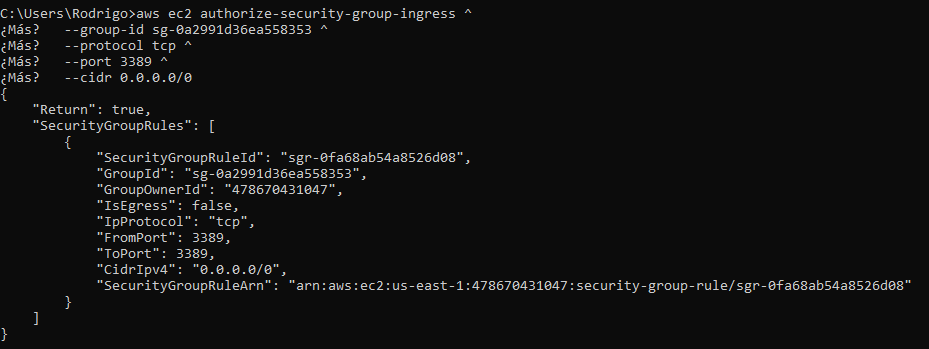 C:\Users\Rodrigo>aws ec2 authorize-security-group-ingress ^
¿Más?   --group-id sg-0a2991d36ea558353 ^
¿Más?   --protocol tcp ^
¿Más?   --port 3389 ^
¿Más?   --cidr 0.0.0.0/0
{
    "Return": true,
    "SecurityGroupRules": [
        {
            "SecurityGroupRuleId": "sgr-0fa68ab54a8526d08",
            "GroupId": "sg-0a2991d36ea558353",
            "GroupOwnerId": "478670431047",
            "IsEgress": false,
            "IpProtocol": "tcp",
            "FromPort": 3389,
            "ToPort": 3389,
            "CidrIpv4": "0.0.0.0/0",
            "SecurityGroupRuleArn": "arn:aws:ec2:us-east-1:478670431047:security-group-rule/sgr-0fa68ab54a8526d08"
        }
    ]
}